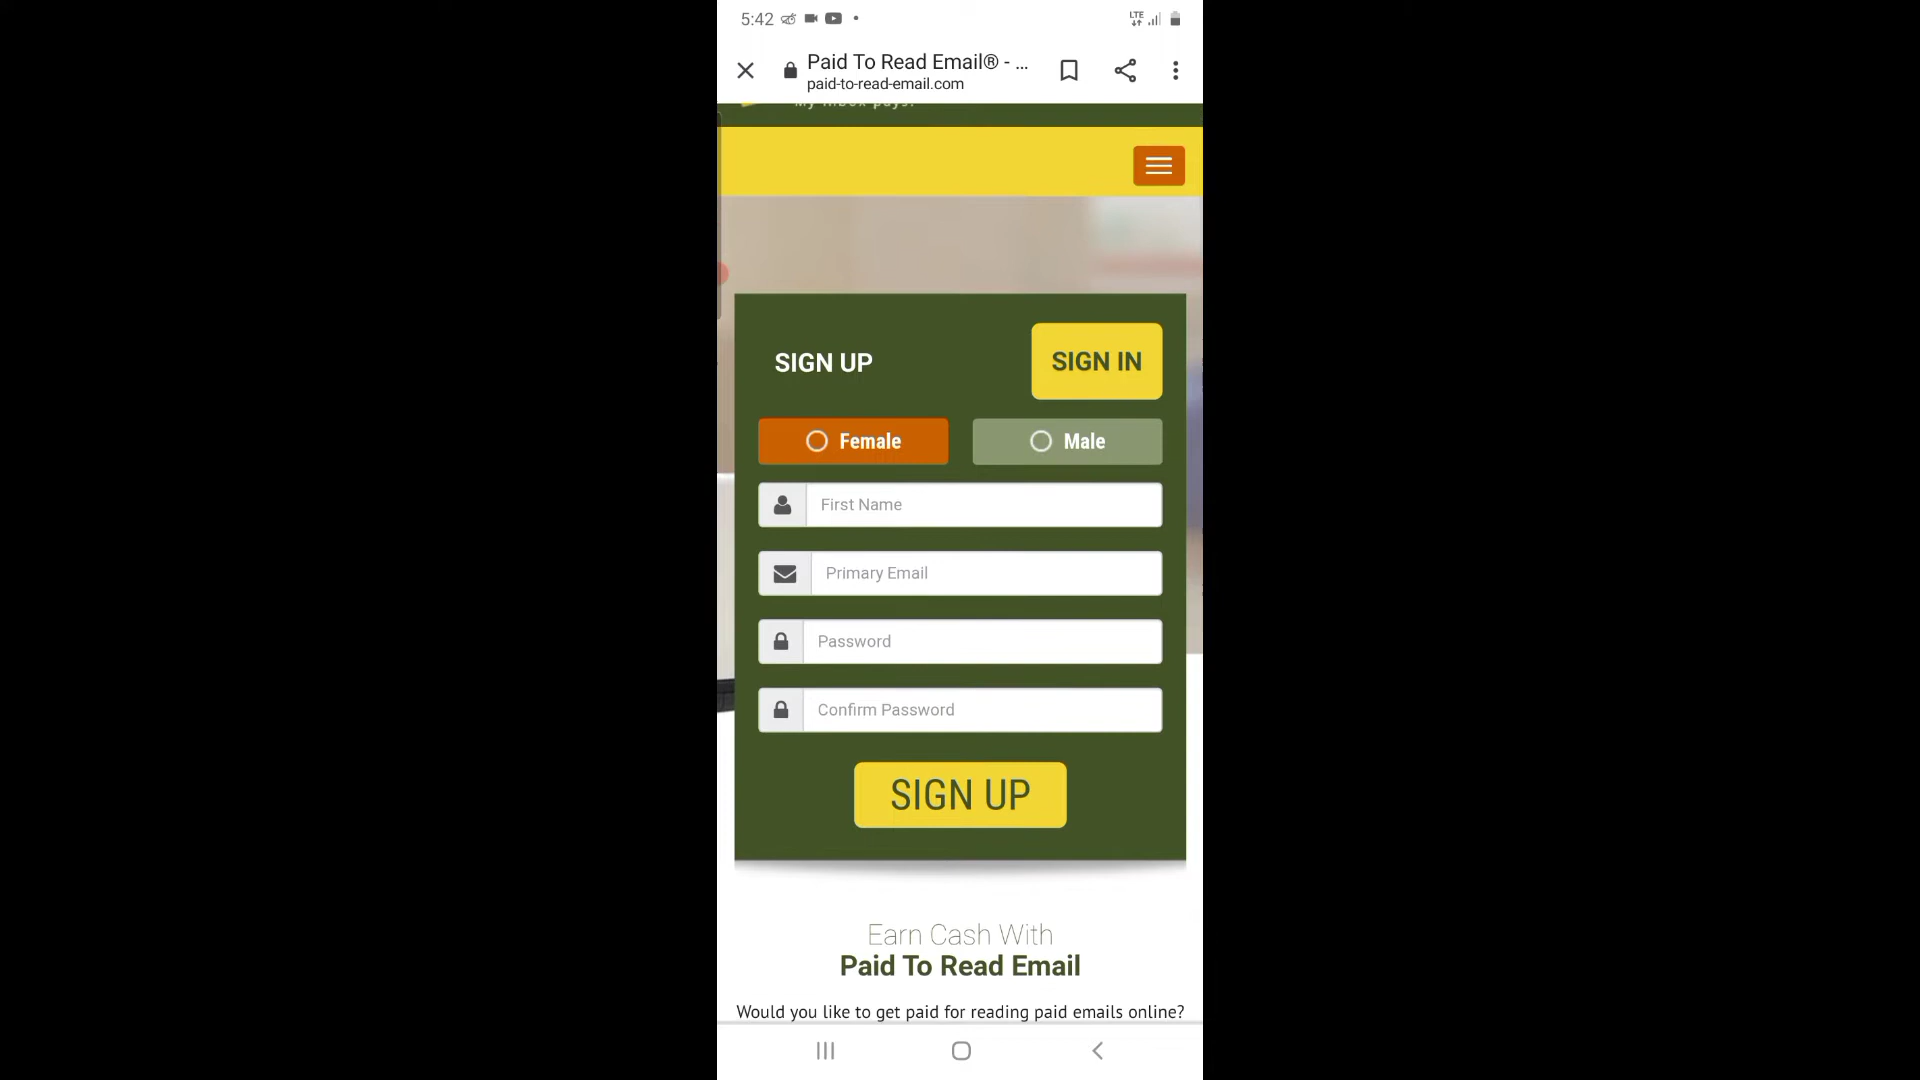 5:42
LTE
Paid To Read Email® - ...
paid-to-read-email.com
SIGN UP
SIGN IN
Female
Male
First Name
Primary Email
Password
Confirm Password
SIGN UP
Earn Cash With
Paid To Read Email
Would you like to get paid for reading paid emails online?